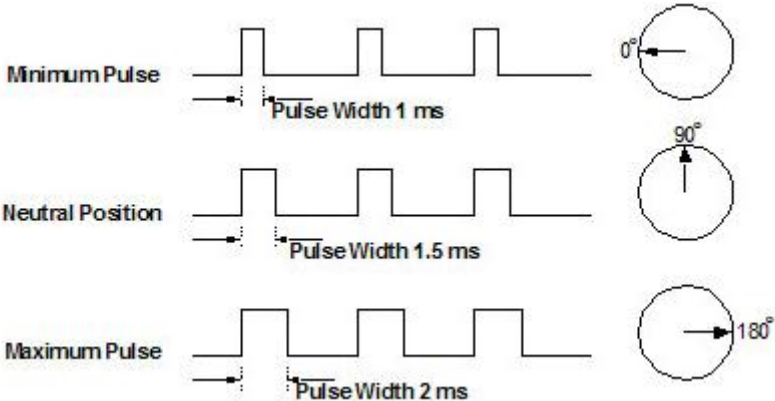 0°
Minimum Pulse
Pulse Width 1 ms
90°
Neutral Position
Pulse Width 1.5 ms
180°
Maximum Pulse
Pulse Width 2 ms